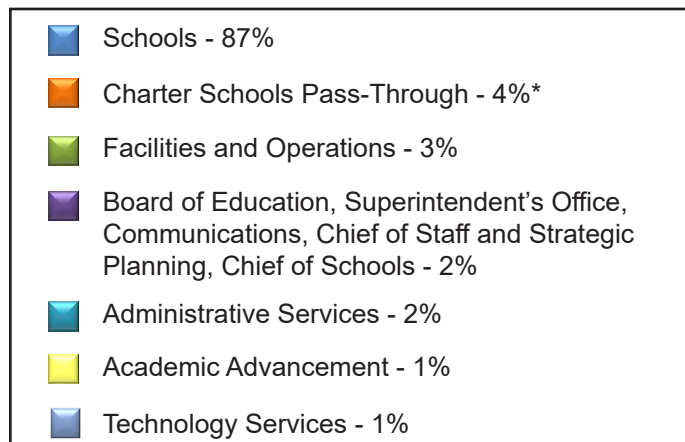 Schools - 87%
Charter Schools Pass-Through - 4%*
Facilities and Operations - 3%
Board of Education, Superintendent’s Office,
Communications, Chief of Staff and Strategic
Planning, Chief of Schools - 2%
Administrative Services - 2%
Academic Advancement - 1%
Technology Services - 1%